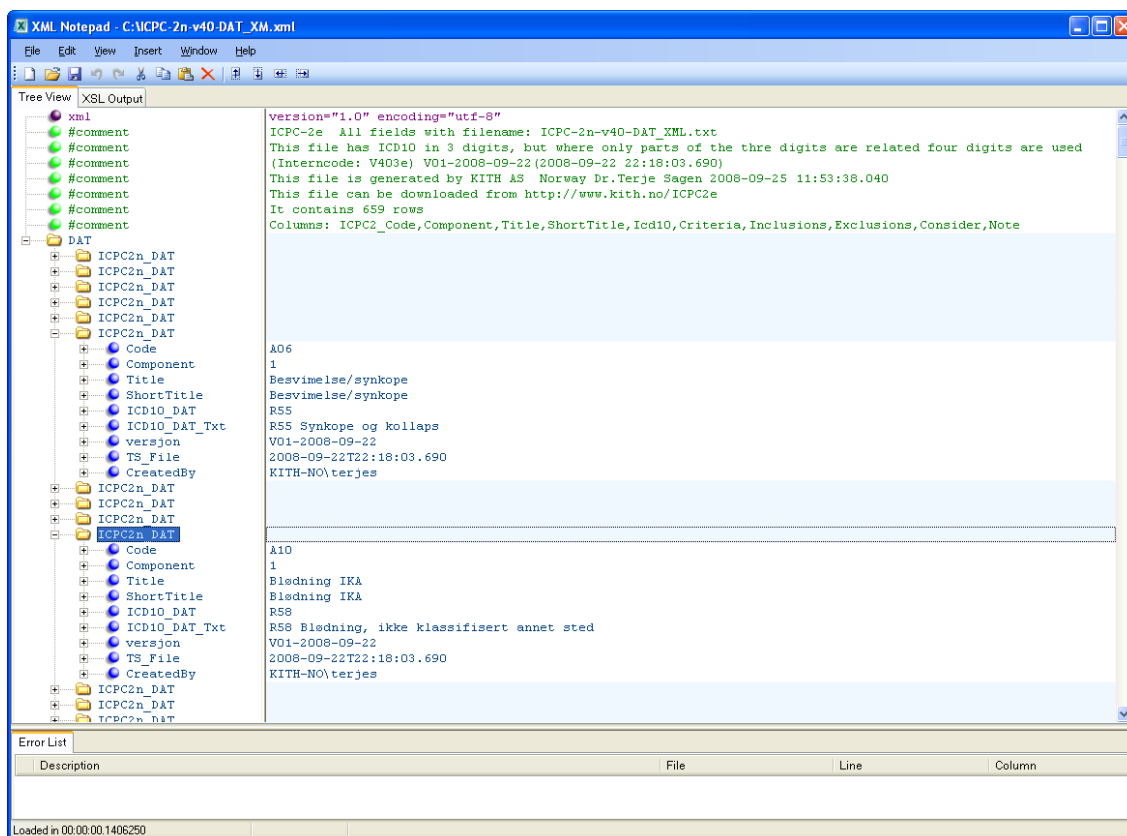 XML Notepad - C:\ICPC-2n-v40-DAT_XM.xml
File Edit View Insert Window Help
Tree View XSL Output
xml version="1.0" encoding="utf-8"
#comment ICPC-2e All fields with filename: ICPC-2n-v40-DAT_XML.txt
#comment This file has ICD10 in 3 digits, but where only parts of the thre digits are related four digits are used
#comment (Interncode: V403e) V01-2008-09-22(2008-09-22 22:18:03.690)
#comment This file is generated by KITH AS Norway Dr.Terje Sagen 2008-09-25 11:53:38.040
#comment This file can be downloaded from http://www.kith.no/ICPC2e
#comment It contains 659 rows
#comment Columns: ICPC2_Code,Component,Title,ShortTitle,Icd10,Criteria,Inclusions,Exclusions,Consider,Note
DAT
ICPC2n_DAT
ICPC2n_DAT
ICPC2n_DAT
ICPC2n_DAT
ICPC2n_DAT
ICPC2n_DAT
Code A06
Component 1
Title Besvimelse/synkope
ShortTitle Besvimelse/synkope
ICD10_DAT R55
ICD10_DAT_Txt R55 Synkope og kollaps
versjon V01-2008-09-22
TS_File 2008-09-22T22:18:03.690
CreatedBy KITH-NO\terjes
ICPC2n_DAT
ICPC2n_DAT
ICPC2n_DAT
ICPC2n_DAT
Code A10
Component 1
Title Blødning IKA
ShortTitle Blødning IKA
ICD10_DAT R58
ICD10_DAT_Txt R58 Blødning, ikke klassifisert annet sted
versjon V01-2008-09-22
TS_File 2008-09-22T22:18:03.690
CreatedBy KITH-NO\terjes
ICPC2n_DAT
ICPC2n_DAT
ICPC2n_DAT
Error List
Description File Line Column
Loaded in 00:00:00.1406250